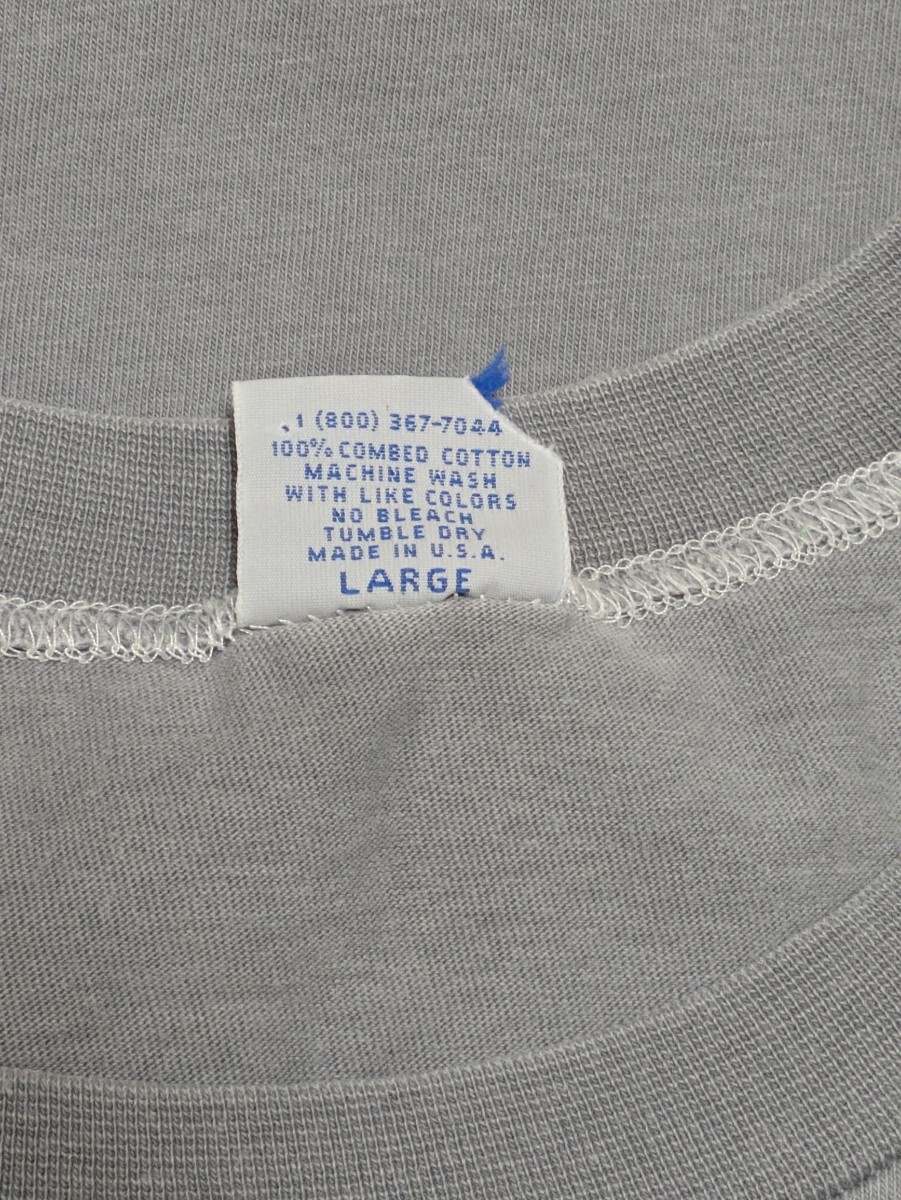 1 (800) 367-7044
100% COMBED COTTON
MACHINE WASH
WITH LIKE COLORS
NO BLEACH
TUMBLE DRY
MADE IN U.S.A.
LARGE